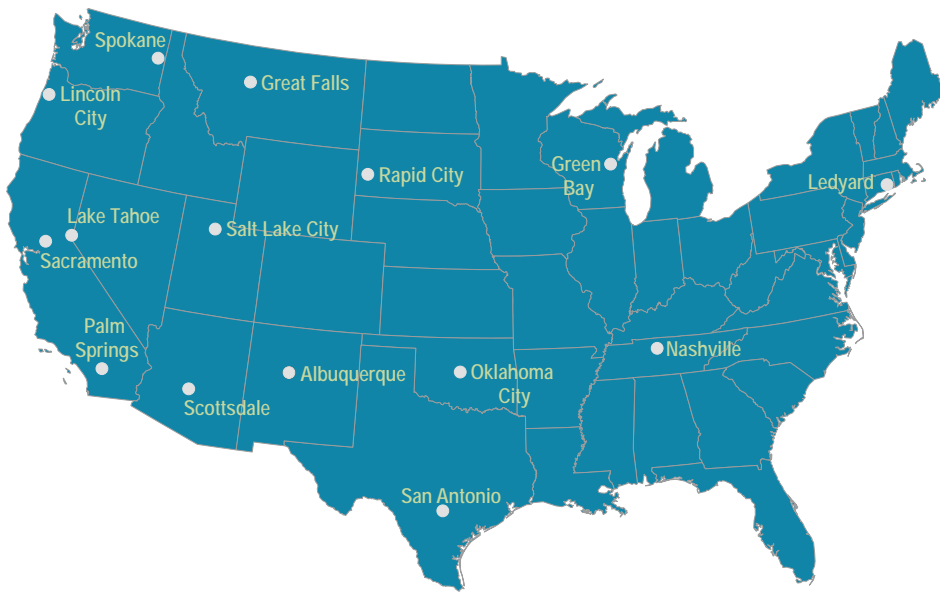 Spokane
Great Falls
Lincoln
City
Green
Bay
Rapid City
Ledyard
Lake Tahoe
Salt Lake City
Sacramento
Palm
Springs
Nashville
Albuquerque
Oklahoma
City
Scottsdale
San Antonio